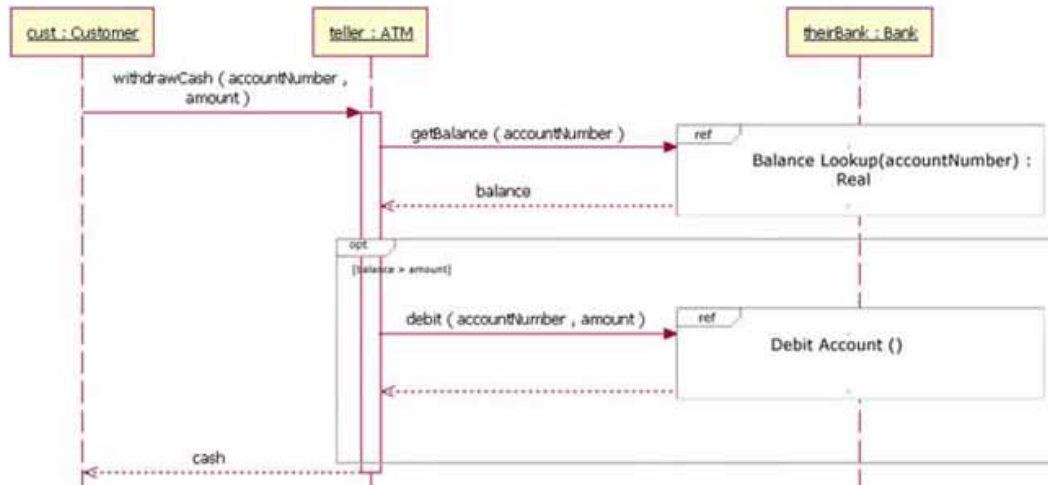 cust : Customer
teller : ATM
theirBank : Bank
withdrawCash ( accountNumber ,
amount )
getBalance ( accountNumber )
ref
Balance Lookup(accountNumber) :
Real
balance
opt
[balance > amount]
debit ( accountNumber , amount )
ref
Debit Account ()
cash